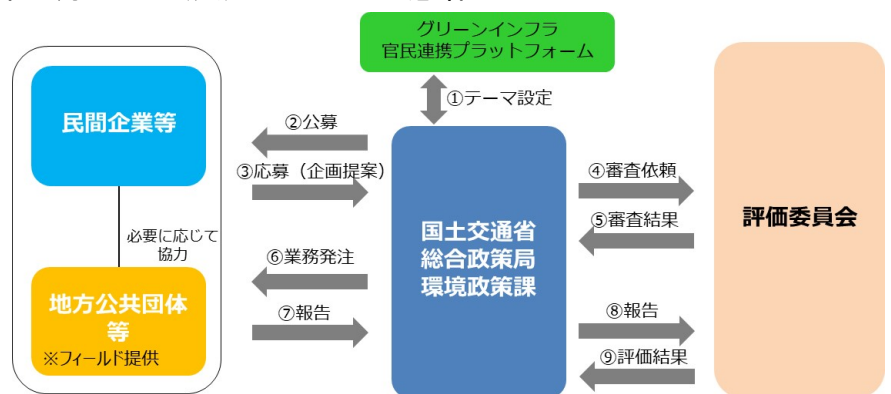 グリーンインフラ
官民連携プラットフォーム
①テーマ設定
民間企業等
②公募
③応募（企画提案）
必要に応じて
協力
⑥業務発注
地方公共団体
等
※フィールド提供
⑦報告
国土交通省
総合政策局
環境政策課
④審査依頼
⑤審査結果
⑧報告
⑨評価結果
評価委員会